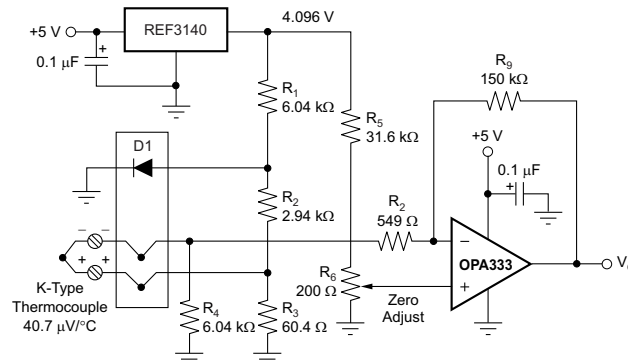 +5 V
REF3140
4.096 V
0.1 µF
+
R1
6.04 kΩ
R5
31.6 kΩ
R9
150 kΩ
+5 V
0.1 µF
+
D1
R2
2.94 kΩ
R2
549 Ω
− −
+ +
−
OPA333
+
K-Type
Thermocouple
40.7 µV/°C
R4
6.04 kΩ
R3
60.4 Ω
R6
200 Ω
Zero
Adjust